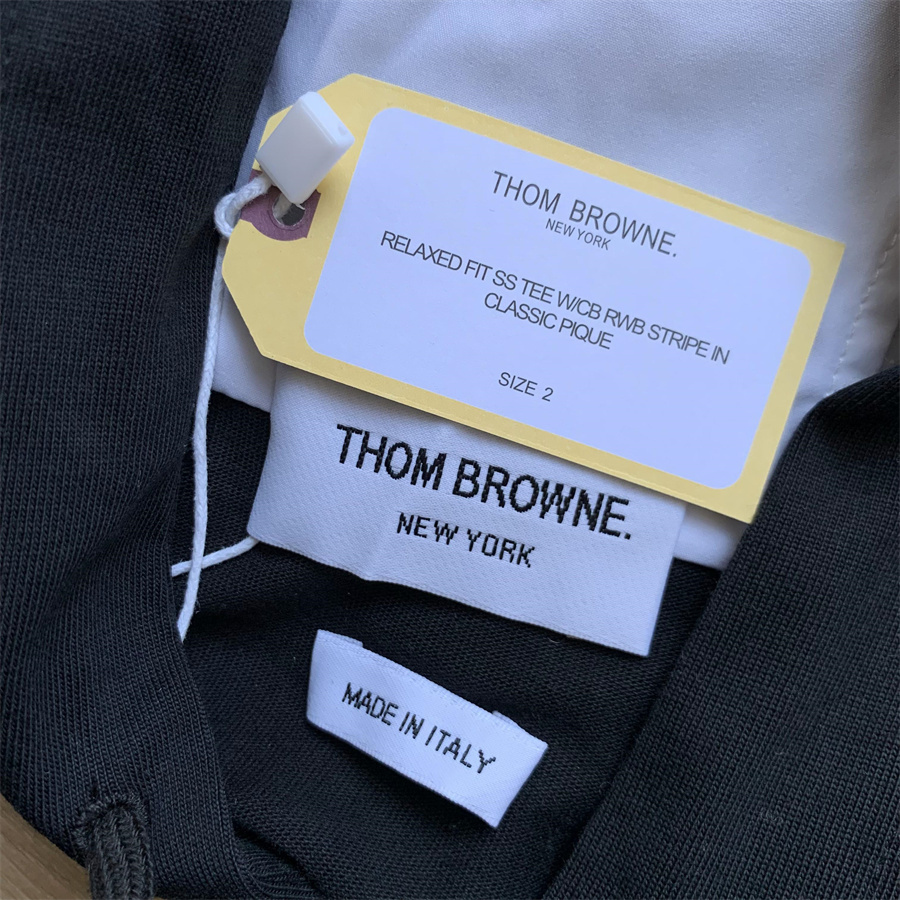 THOM BROWNE.
NEW YORK
RELAXED FIT SS TEE W/CB RWB STRIPE IN
CLASSIC PIQUE
SIZE 2
THOM BROWNE.
NEW YORK
MADE IN ITALY